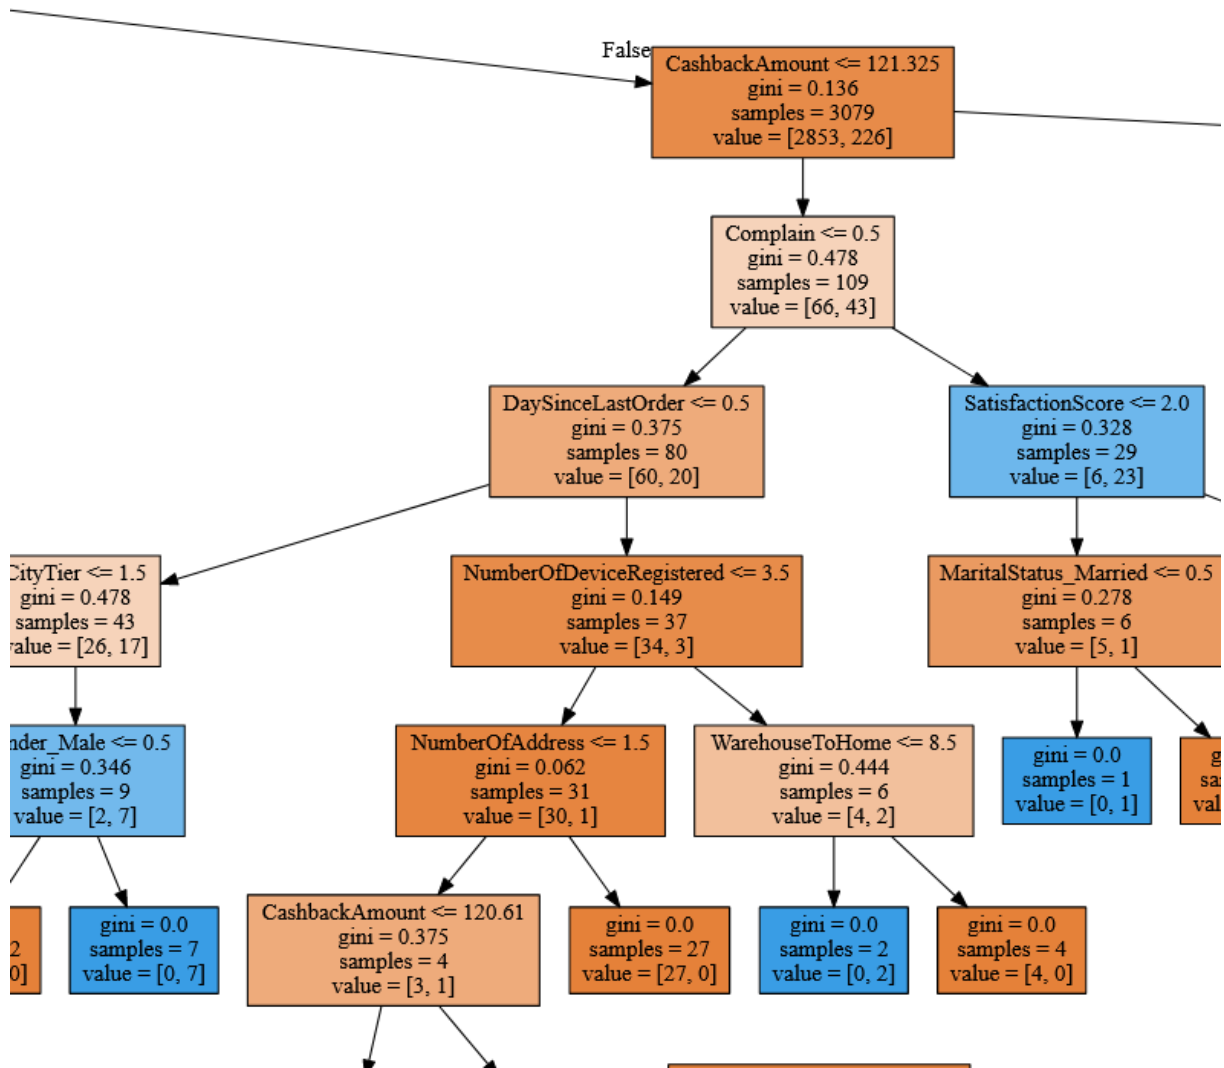 False
CashbackAmount <= 121.325
gini = 0.136
samples = 3079
value = [2853, 226]
Complain <= 0.5
gini = 0.478
samples = 109
value = [66, 43]
DaySinceLastOrder <= 0.5
gini = 0.375
samples = 80
value = [60, 20]
SatisfactionScore <= 2.0
gini = 0.328
samples = 29
value = [6, 23]
CityTier <= 1.5
gini = 0.478
samples = 43
value = [26, 17]
NumberOfDeviceRegistered <= 3.5
gini = 0.149
samples = 37
value = [34, 3]
MaritalStatus_Married <= 0.5
gini = 0.278
samples = 6
value = [5, 1]
nder_Male <= 0.5
gini = 0.346
samples = 9
value = [2, 7]
NumberOfAddress <= 1.5
gini = 0.062
samples = 31
value = [30, 1]
WarehouseToHome <= 8.5
gini = 0.444
samples = 6
value = [4, 2]
gini = 0.0
samples = 1
value = [0, 1]
2
0]
gini = 0.0
samples = 7
value = [0, 7]
CashbackAmount <= 120.61
gini = 0.375
samples = 4
value = [3, 1]
gini = 0.0
samples = 27
value = [27, 0]
gini = 0.0
samples = 2
value = [0, 2]
gini = 0.0
samples = 4
value = [4, 0]